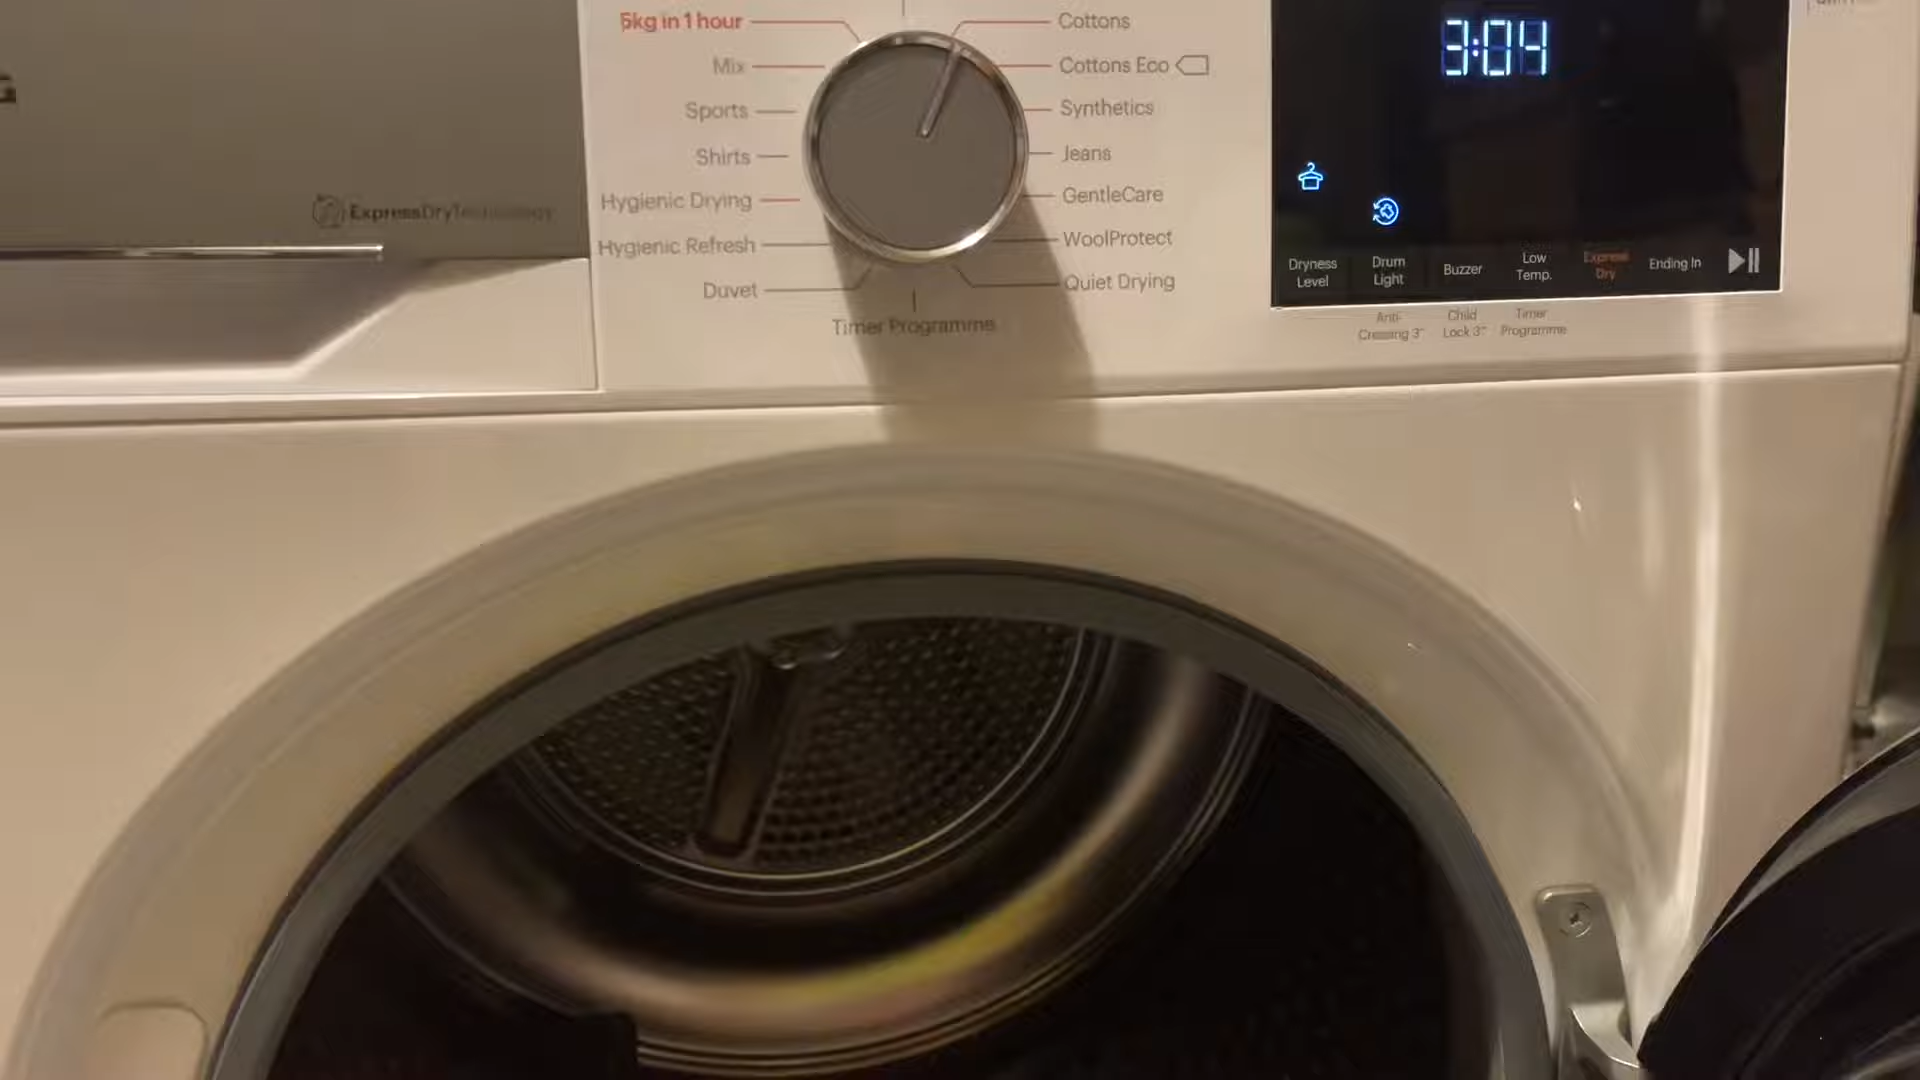 5kg in 1 hour
Mix
Sports
Shirts
Hygienic Drying
Hygienic Refresh
Duvet
Timer Programme
Cottons
Cottons Eco
Synthetics
Jeans
GentleCare
WoolProtect
Quiet Drying
ExpressDryTechnology
3:04
Dryness
Level
Drum
Light
Buzzer
Low
Temp.
Express
Dry
Ending In
Anti-
Creasing 3"
Child
Lock 3"
Timer
Programme